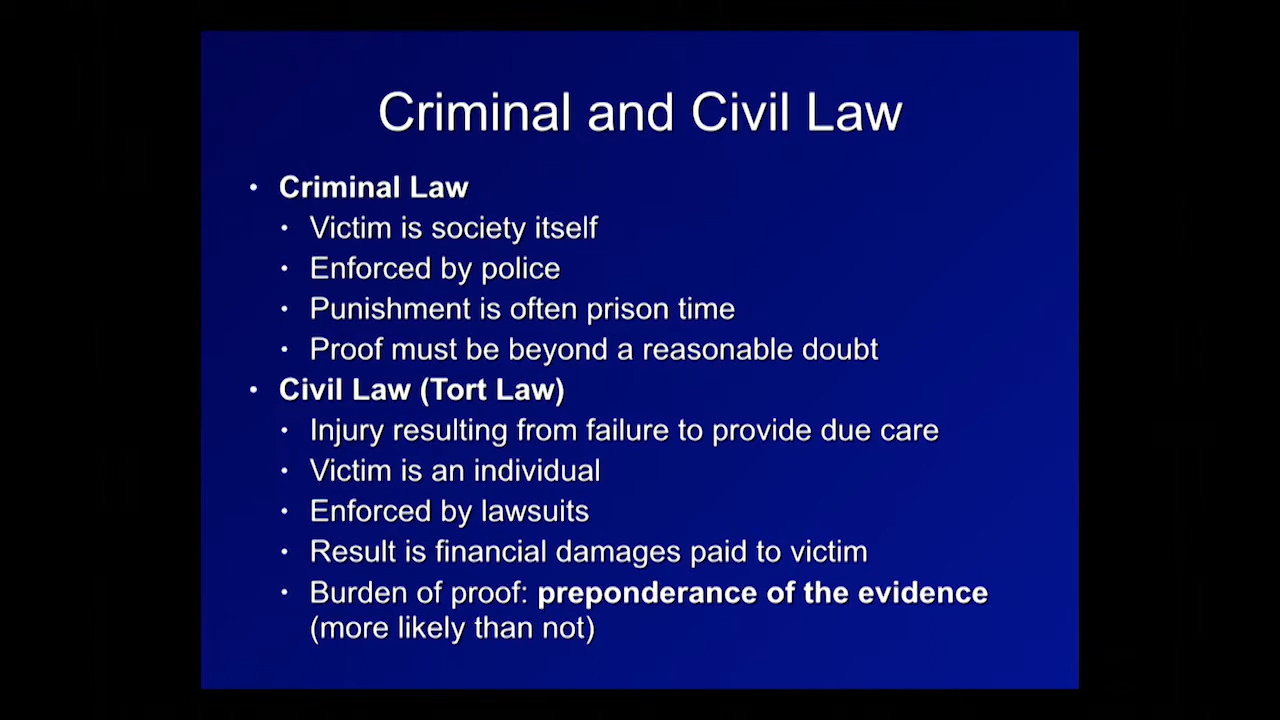 Criminal and Civil Law
• Criminal Law
• Victim is society itself
• Enforced by police
• Punishment is often prison time
• Proof must be beyond a reasonable doubt
• Civil Law (Tort Law)
• Injury resulting from failure to provide due care
• Victim is an individual
• Enforced by lawsuits
• Result is financial damages paid to victim
• Burden of proof: preponderance of the evidence
(more likely than not)